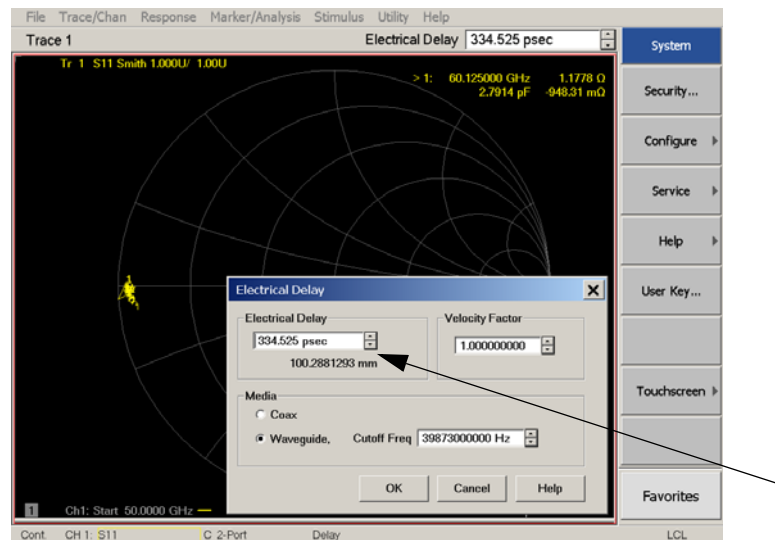 File Trace/Chan Response Marker/Analysis Stimulus Utility Help
Trace 1 Electrical Delay 334.525 psec
System
Tr 1 S11 Smith 1.000U/ 1.00U
> 1: 60.125000 GHz 1.1778 Ω
2.7914 pF -948.31 mΩ
Security...
Configure
Service
Help
User Key...
Touchscreen
Favorites
Electrical Delay
Electrical Delay
334.525 psec
100.2881293 mm
Velocity Factor
1.000000000
Media
Coax
Waveguide, Cutoff Freq 39873000000 Hz
OK Cancel Help
1 Ch1: Start 50.0000 GHz
Cont. CH 1: S11 C 2-Port Delay LCL